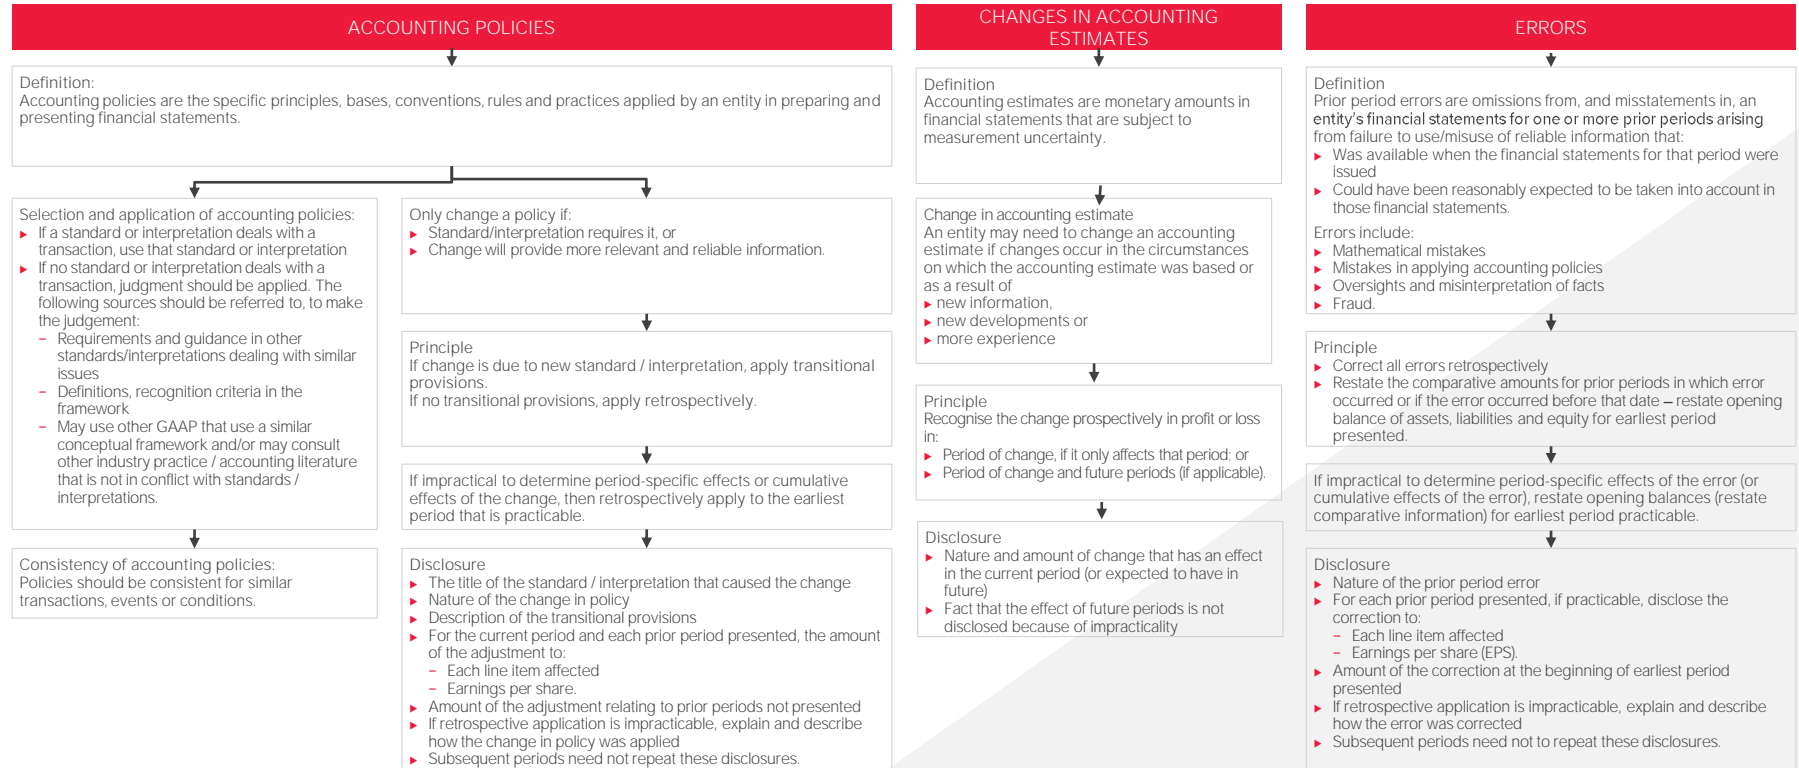 ACCOUNTING POLICIES
Definition:
Accounting policies are the specific principles, bases, conventions, rules and practices applied by an entity in preparing and
presenting financial statements.
Selection and application of accounting policies:
► If a standard or interpretation deals with a
transaction, use that standard or interpretation
► If no standard or interpretation deals with a
transaction, judgment should be applied. The
following sources should be referred to, to make
the judgement:
– Requirements and guidance in other
standards/interpretations dealing with similar
issues
– Definitions, recognition criteria in the
framework
– May use other GAAP that use a similar
conceptual framework and/or may consult
other industry practice / accounting literature
that is not in conflict with standards /
interpretations.
Consistency of accounting policies:
Policies should be consistent for similar
transactions, events or conditions.
Only change a policy if:
► Standard/interpretation requires it, or
► Change will provide more relevant and reliable information.
Principle
If change is due to new standard / interpretation, apply transitional
provisions.
If no transitional provisions, apply retrospectively.
If impractical to determine period-specific effects or cumulative
effects of the change, then retrospectively apply to the earliest
period that is practicable.
Disclosure
► The title of the standard / interpretation that caused the change
► Nature of the change in policy
► Description of the transitional provisions
► For the current period and each prior period presented, the amount
of the adjustment to:
– Each line item affected
– Earnings per share.
► Amount of the adjustment relating to prior periods not presented
► If retrospective application is impracticable, explain and describe
how the change in policy was applied
► Subsequent periods need not repeat these disclosures.
CHANGES IN ACCOUNTING
ESTIMATES
Definition
Accounting estimates are monetary amounts in
financial statements that are subject to
measurement uncertainty.
Change in accounting estimate
An entity may need to change an accounting
estimate if changes occur in the circumstances
on which the accounting estimate was based or
as a result of
► new information,
► new developments or
► more experience
Principle
Recognise the change prospectively in profit or loss
in:
► Period of change, if it only affects that period; or
► Period of change and future periods (if applicable).
Disclosure
► Nature and amount of change that has an effect
in the current period (or expected to have in
future)
► Fact that the effect of future periods is not
disclosed because of impracticality
ERRORS
Definition
Prior period errors are omissions from, and misstatements in, an
entity's financial statements for one or more prior periods arising
from failure to use/misuse of reliable information that:
► Was available when the financial statements for that period were
issued
► Could have been reasonably expected to be taken into account in
those financial statements.
Errors include:
► Mathematical mistakes
► Mistakes in applying accounting policies
► Oversights and misinterpretation of facts
► Fraud.
Principle
► Correct all errors retrospectively
► Restate the comparative amounts for prior periods in which error
occurred or if the error occurred before that date – restate opening
balance of assets, liabilities and equity for earliest period
presented.
If impractical to determine period-specific effects of the error (or
cumulative effects of the error), restate opening balances (restate
comparative information) for earliest period practicable.
Disclosure
► Nature of the prior period error
► For each prior period presented, if practicable, disclose the
correction to:
– Each line item affected
– Earnings per share (EPS).
► Amount of the correction at the beginning of earliest period
presented
► If retrospective application is impracticable, explain and describe
how the error was corrected
► Subsequent periods need not to repeat these disclosures.